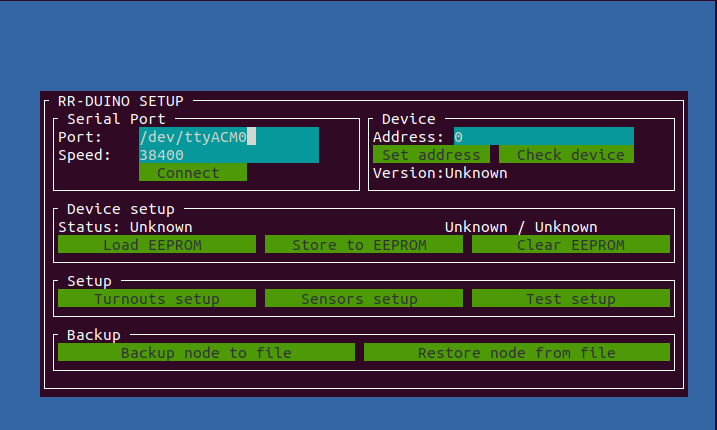 RR-DUINO SETUP
Serial Port Device
Port: /dev/ttyACM0 Address: 0
Speed: 38400 Set address Check device
Connect Version:Unknown
Device setup
Status: Unknown Unknown / Unknown
Load EEPROM Store to EEPROM Clear EEPROM
Setup
Turnouts setup Sensors setup Test setup
Backup
Backup node to file Restore node from file